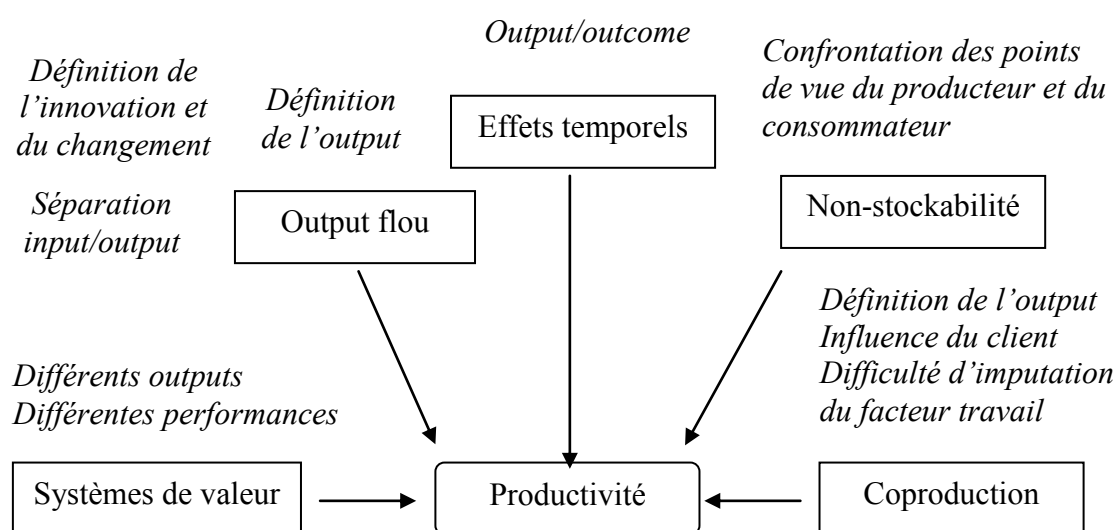 Output/outcome
Définition de
l’innovation et
du changement
Définition
de l’output
Effets temporels
Confrontation des points
de vue du producteur et du
consommateur
Séparation
input/output
Output flou
Non-stockabilité
Différents outputs
Différentes performances
Définition de l’output
Influence du client
Difficulté d’imputation
du facteur travail
Systèmes de valeur
Productivité
Coproduction